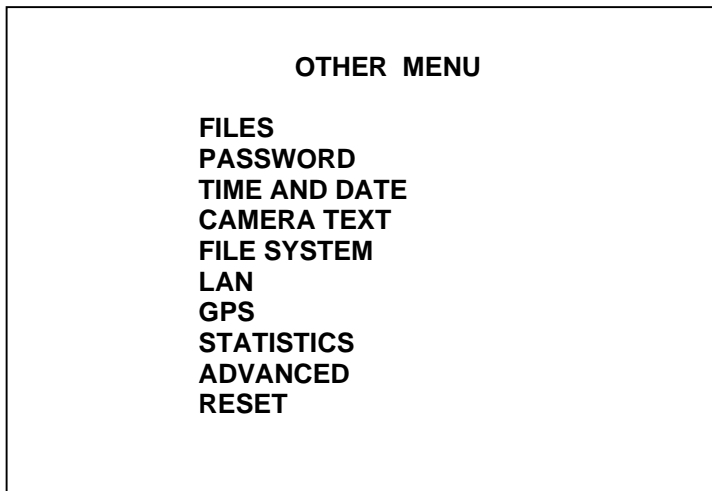 OTHER MENU
FILES
PASSWORD
TIME AND DATE
CAMERA TEXT
FILE SYSTEM
LAN
GPS
STATISTICS
ADVANCED
RESET